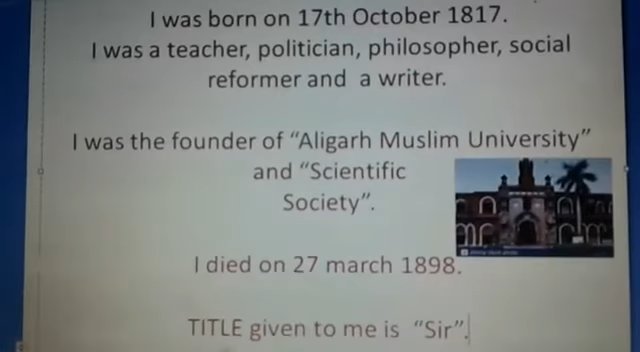 I was born on 17th October 1817.
I was a teacher, politician, philosopher, social
reformer and a writer.
I was the founder of “Aligarh Muslim University”
and “Scientific
Society”.
I died on 27 march 1898.
TITLE given to me is “Sir”.